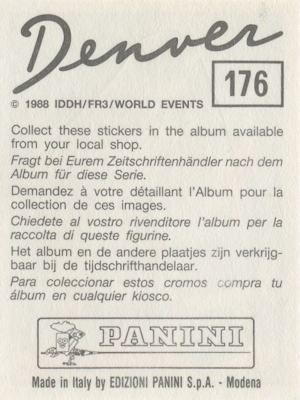 Denver
176
© 1988 IDDH/FR3/WORLD EVENTS
Collect these stickers in the album available
from your local shop.
Fragt bei Eurem Zeitschriftenhändler nach dem
Album für diese Serie.
Demandez à votre détaillant l'Album pour la
collection de ces images.
Chiedete al vostro rivenditore l'album per la
raccolta di queste figurine.
Het album en de andere plaatjes zijn verkrijg-
baar bij de tijdschrifthandelaar.
Para coleccionar estos cromos compra tu
álbum en cualquier kiosco.
PANINI
Made in Italy by EDIZIONI PANINI S.p.A. - Modena